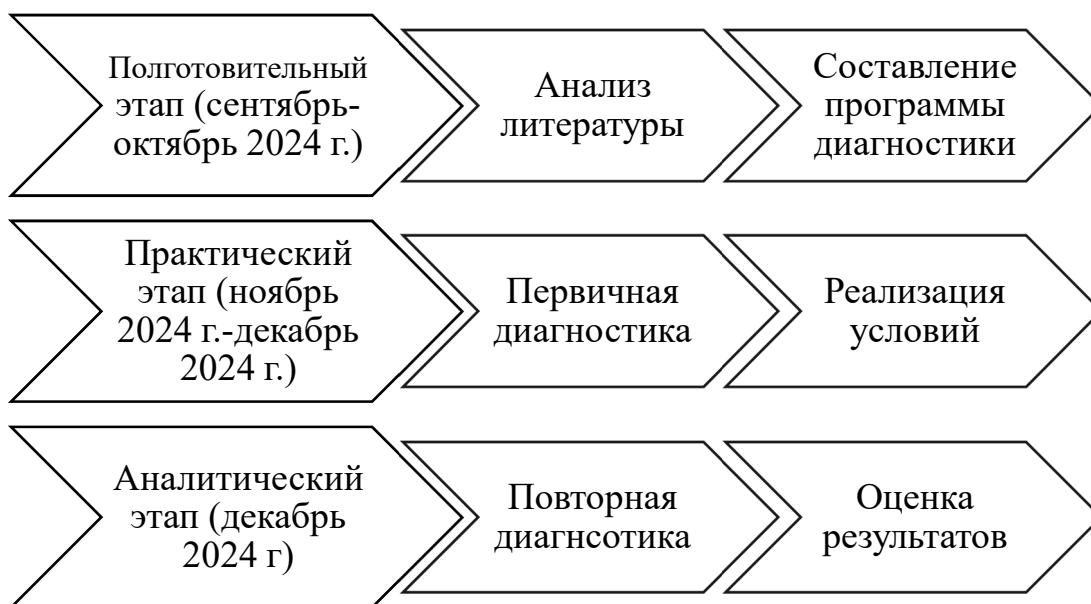 Полготовительный
этап (сентябрь-
октябрь 2024 г.)
Анализ
литературы
Составление
программы
диагностики
Практический
этап (ноябрь
2024 г.-декабрь
2024 г.)
Первичная
диагностика
Реализация
условий
Аналитический
этап (декабрь
2024 г)
Повторная
диагнсотика
Оценка
результатов